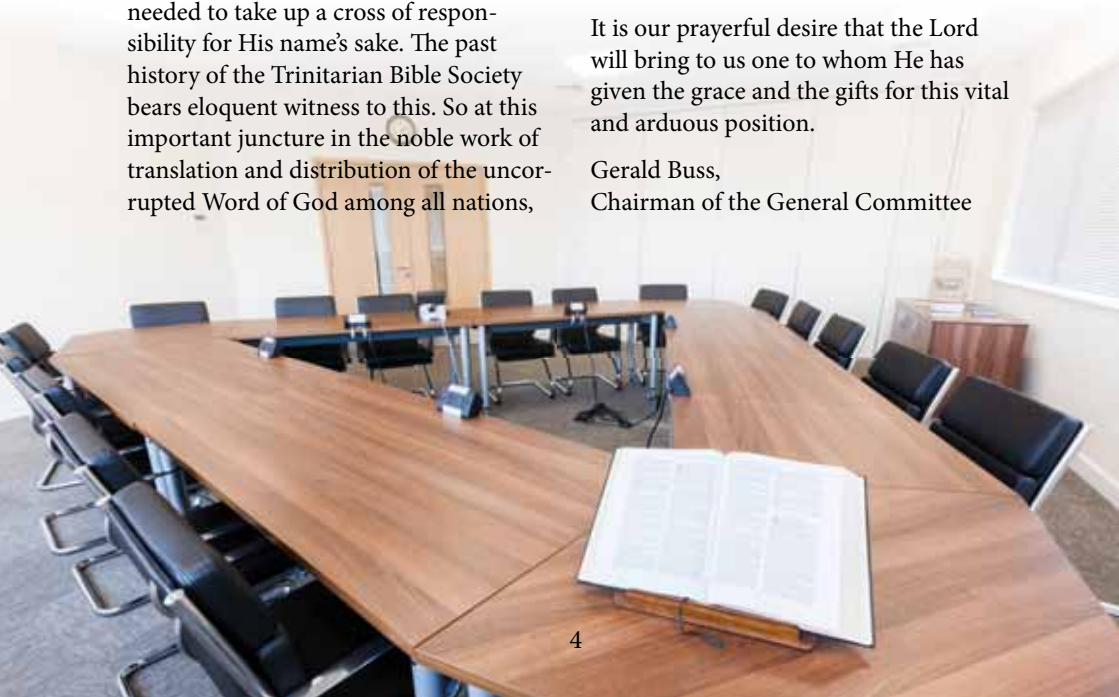 needed to take up a cross of respon-
sibility for His name’s sake. The past
history of the Trinitarian Bible Society
bears eloquent witness to this. So at this
important juncture in the noble work of
translation and distribution of the uncor-
rupted Word of God among all nations,
It is our prayerful desire that the Lord
will bring to us one to whom He has
given the grace and the gifts for this vital
and arduous position.
Gerald Buss,
Chairman of the General Committee
4